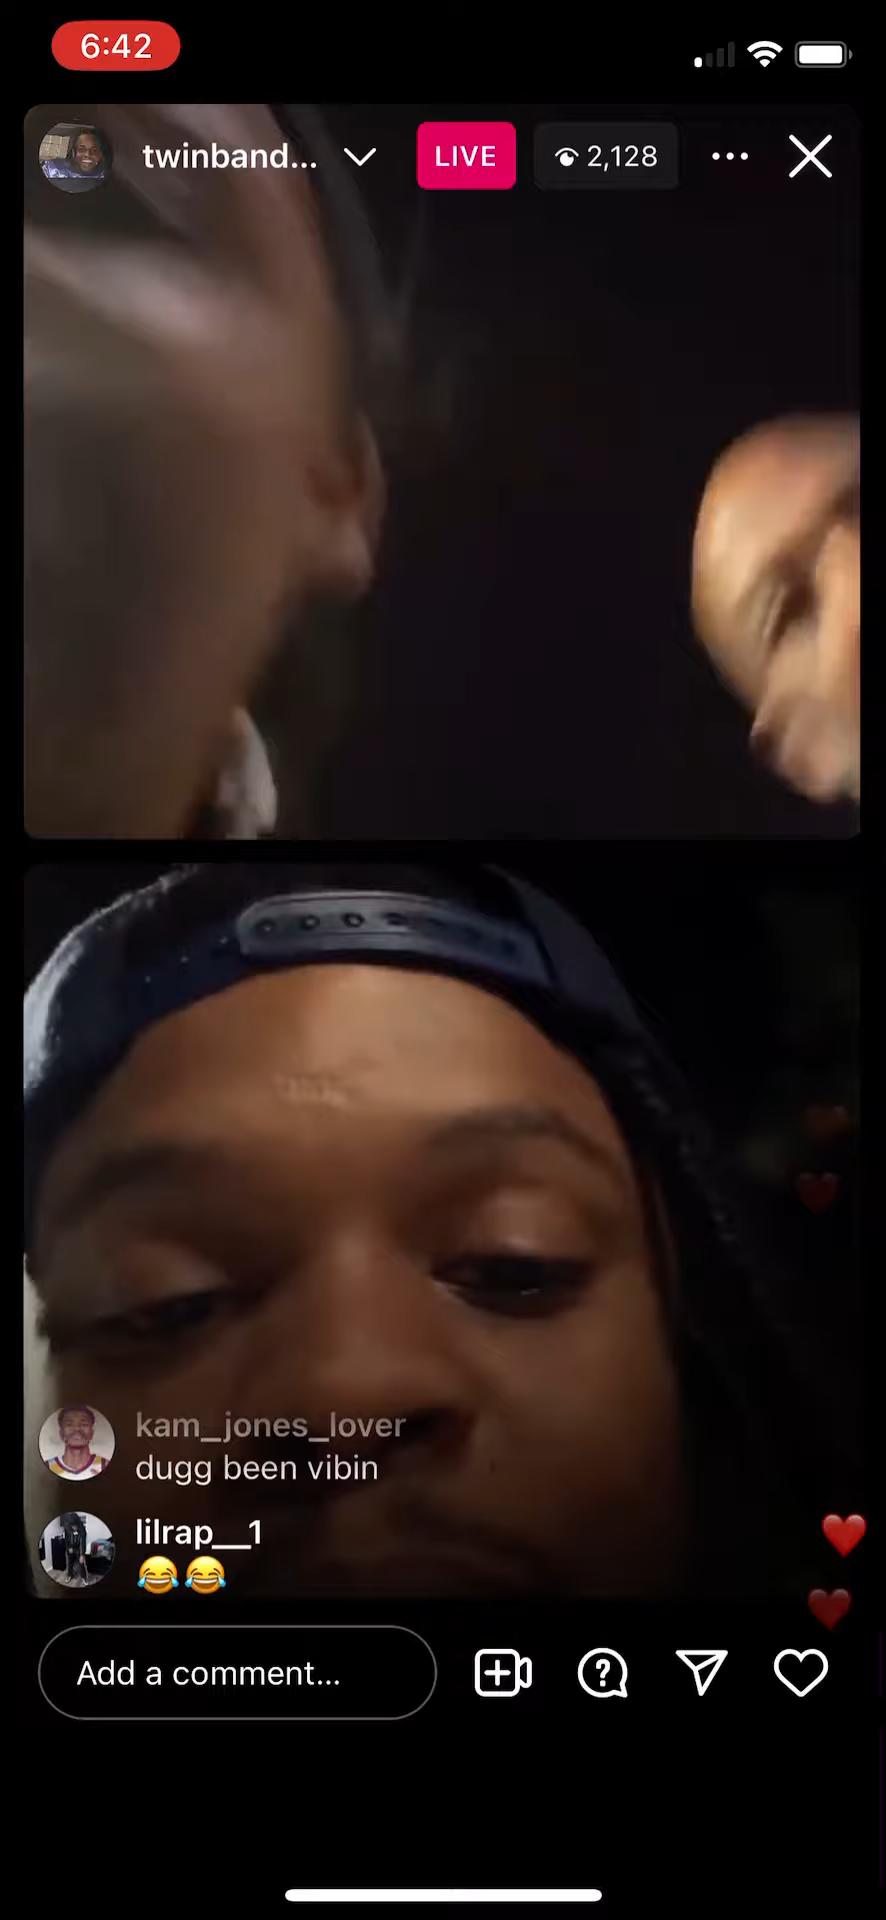 6:42
twinband...
LIVE
2,128
kam_jones_lover
dugg been vibin
lilrap__1
😂😂
Add a comment...